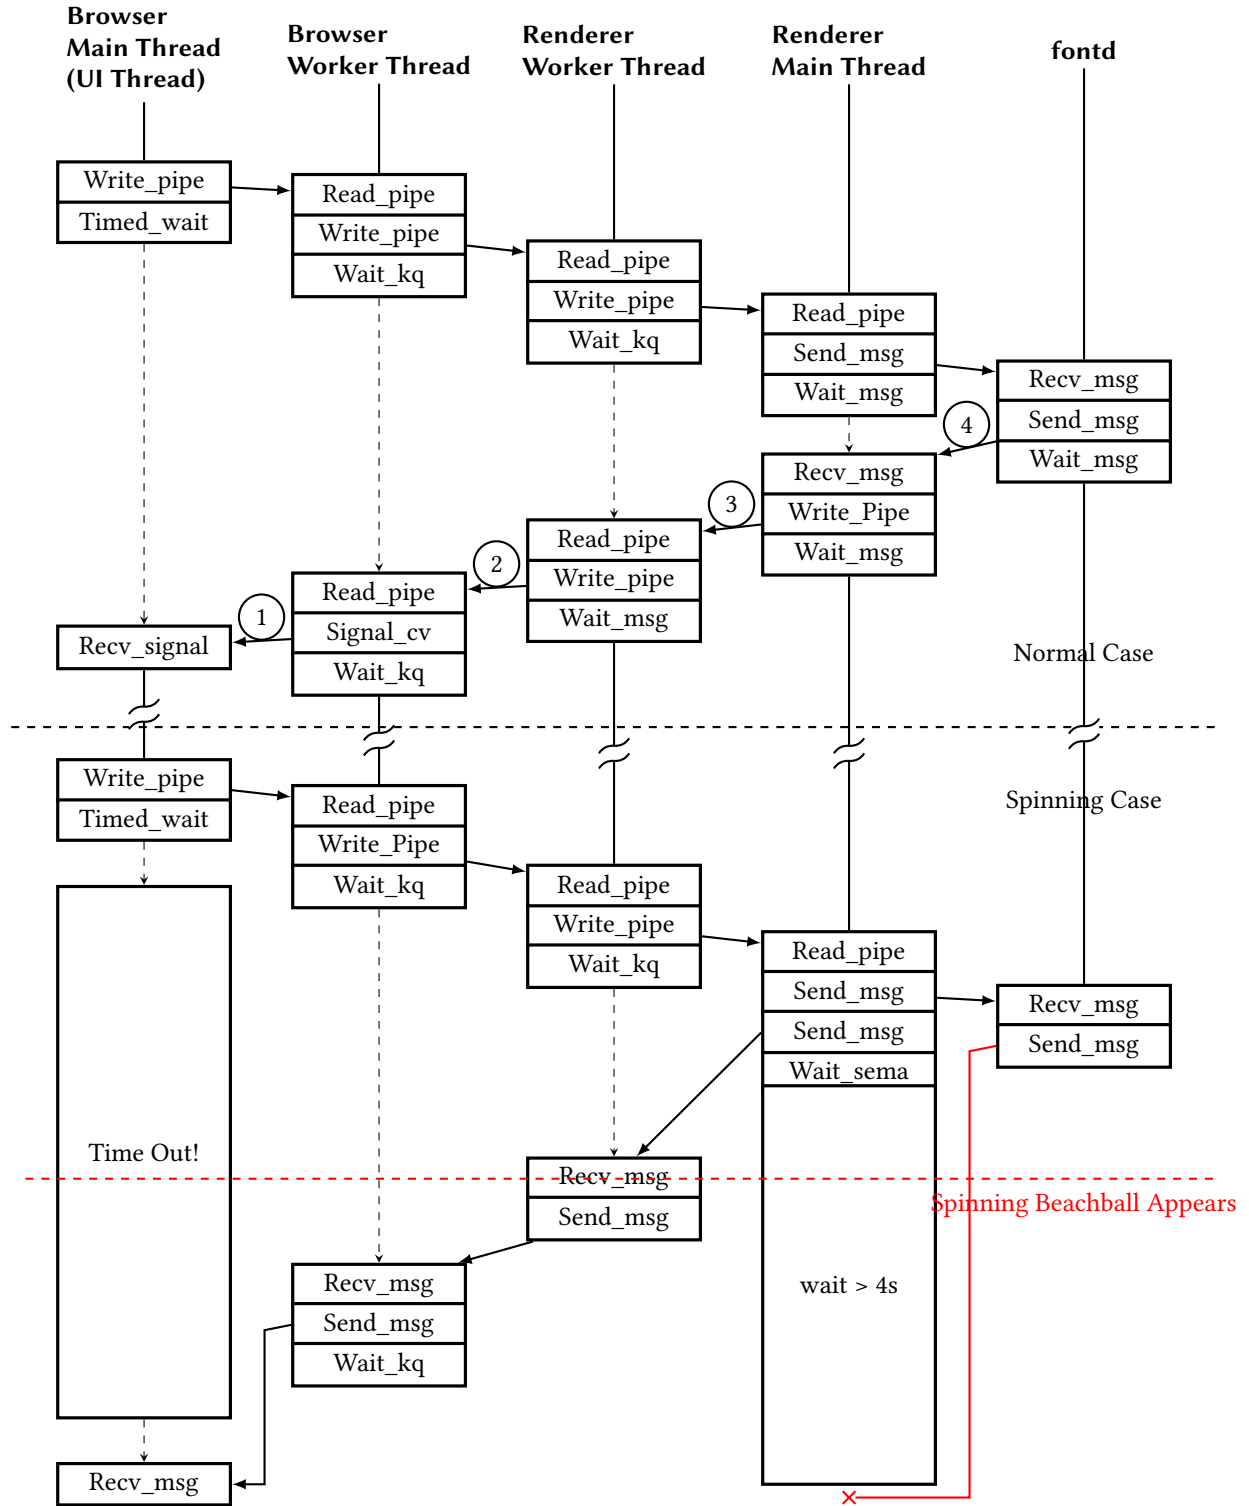 Browser
Main Thread
(UI Thread)
Browser
Worker Thread
Renderer
Worker Thread
Renderer
Main Thread
fontd
Write_pipe
Timed_wait
Read_pipe
Write_pipe
Wait_kq
Read_pipe
Write_pipe
Wait_kq
Read_pipe
Send_msg
Wait_msg
Recv_msg
Send_msg
Wait_msg
4
Recv_msg
Write_Pipe
Wait_msg
3
Read_pipe
Write_pipe
Wait_msg
2
Read_pipe
Signal_cv
Wait_kq
1
Recv_signal
Normal Case
Spinning Case
Write_pipe
Timed_wait
Read_pipe
Write_Pipe
Wait_kq
Read_pipe
Write_pipe
Wait_kq
Read_pipe
Send_msg
Send_msg
Wait_sema
Recv_msg
Send_msg
Time Out!
Recv_msg
Send_msg
Spinning Beachball Appears
wait > 4s
Recv_msg
Send_msg
Wait_kq
Recv_msg